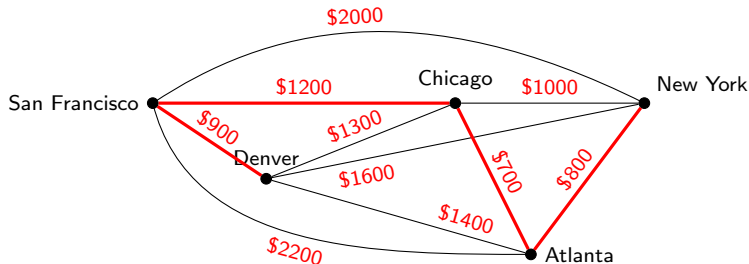 $2000
Chicago
New York
$1200
$1000
San Francisco
$900
$1300
Denver
$700
$800
$1600
$1400
$2200
Atlanta